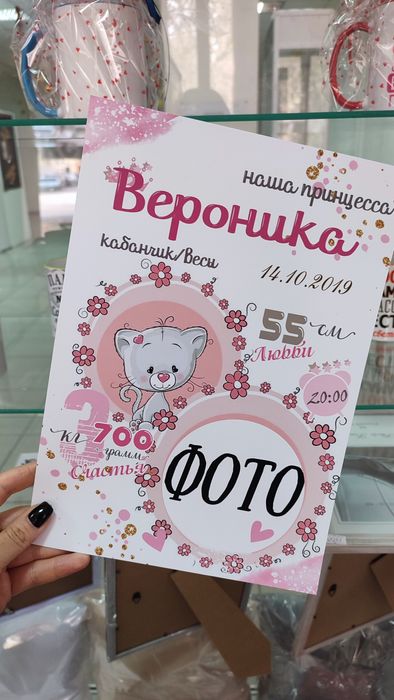 наша принцесса
Вероника
кабанчик/Весы
14.10.2019
55 см
Любви
20:00
3 кг 700
грамм
Счастья
ФОТО